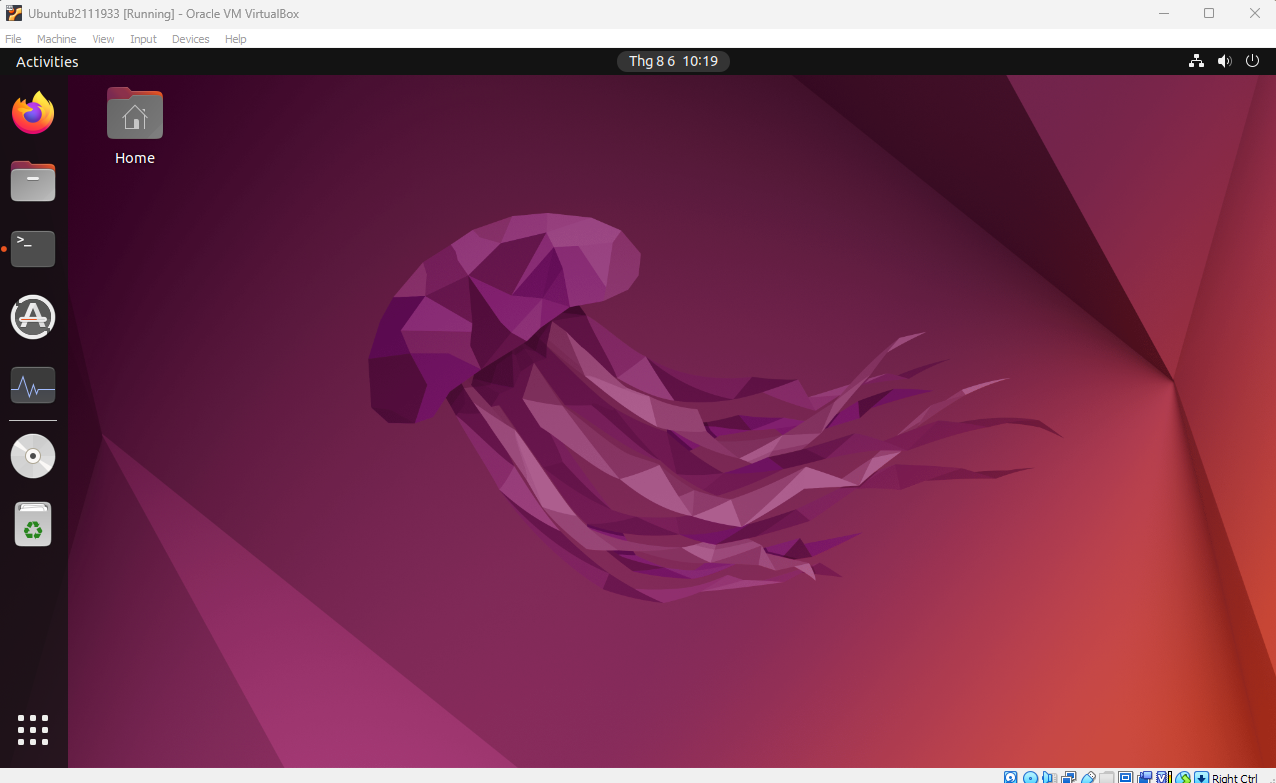 UbuntuB2111933 [Running] - Oracle VM VirtualBox
File Machine View Input Devices Help
Activities
Thg 8 6 10:19
>_
Home
Right Ctrl